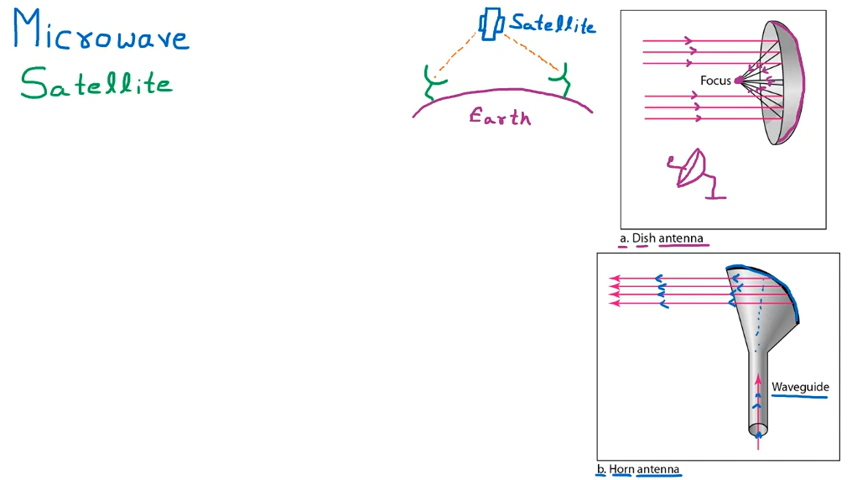 Microwave
Satellite
Satellite
Earth
Focus
a. Dish antenna
Waveguide
b. Horn antenna